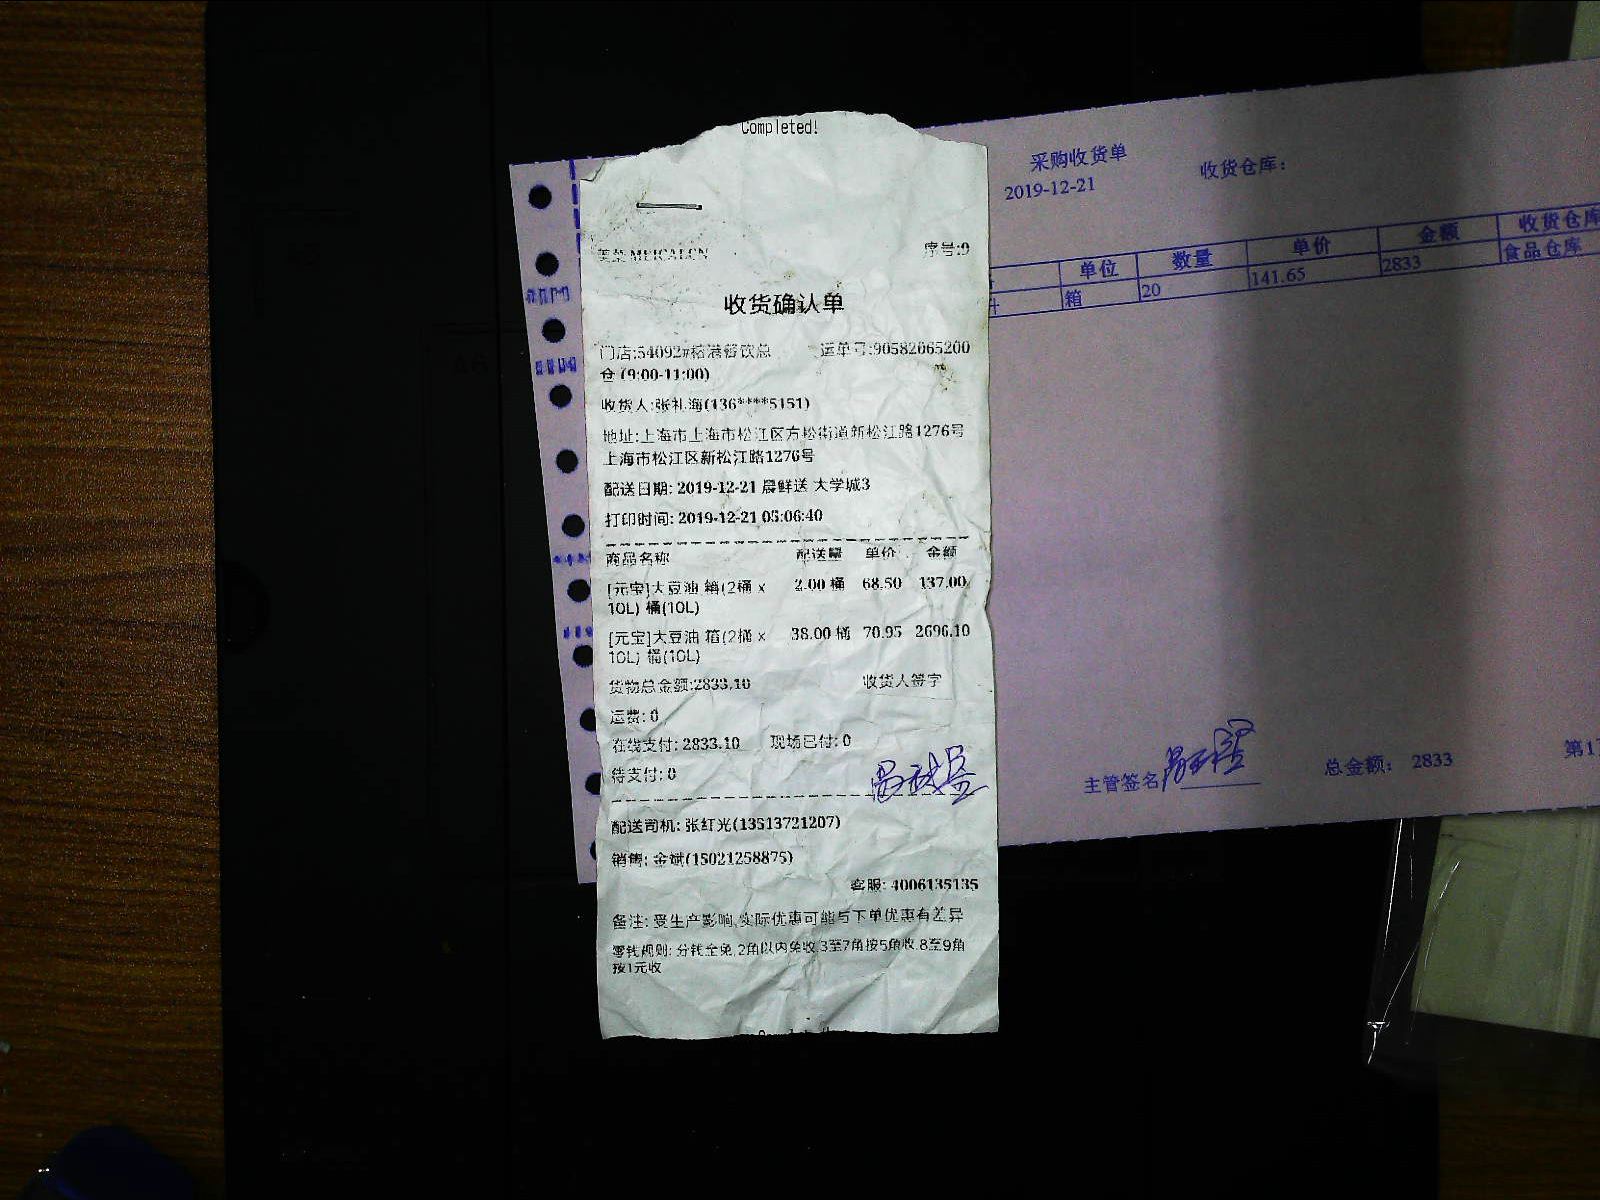 Completed!
美菜 MEICAI.CN 序号:9
收货确认单
门店:54092#榕港餐饮总 运单号:90582065200
仓 (9:00-11:00)
收货人:张礼海(136****5151)
地址:上海市上海市松江区方松街道新松江路1276号
上海市松江区新松江路1276号
配送日期: 2019-12-21 晨鲜送 大学城3
打印时间: 2019-12-21 05:06:40
商品名称 配送量 单价 金额
[元宝]大豆油 箱(2桶 x 2.00 桶 68.50 137.00
10L) 桶(10L)
[元宝]大豆油 箱(2桶 x 38.00 桶 70.95 2696.10
10L) 桶(10L)
货物总金额:2833.10 收货人签字
运费: 0
在线支付: 2833.10 现场已付: 0
待支付: 0
配送司机: 张红光(13513721207)
销售: 金斌(15021258875)
客服: 4006135135
备注: 受生产影响,实际优惠可能与下单优惠有差异
零钱规则: 分钱全免,2角以内免收,3至7角按5角收,8至9角
按1元收
采购收货单
2019-12-21 收货仓库:
单位 数量 单价 金额 收货仓库
箱 20 141.65 2833 食品仓库
主管签名 总金额: 2833 第1